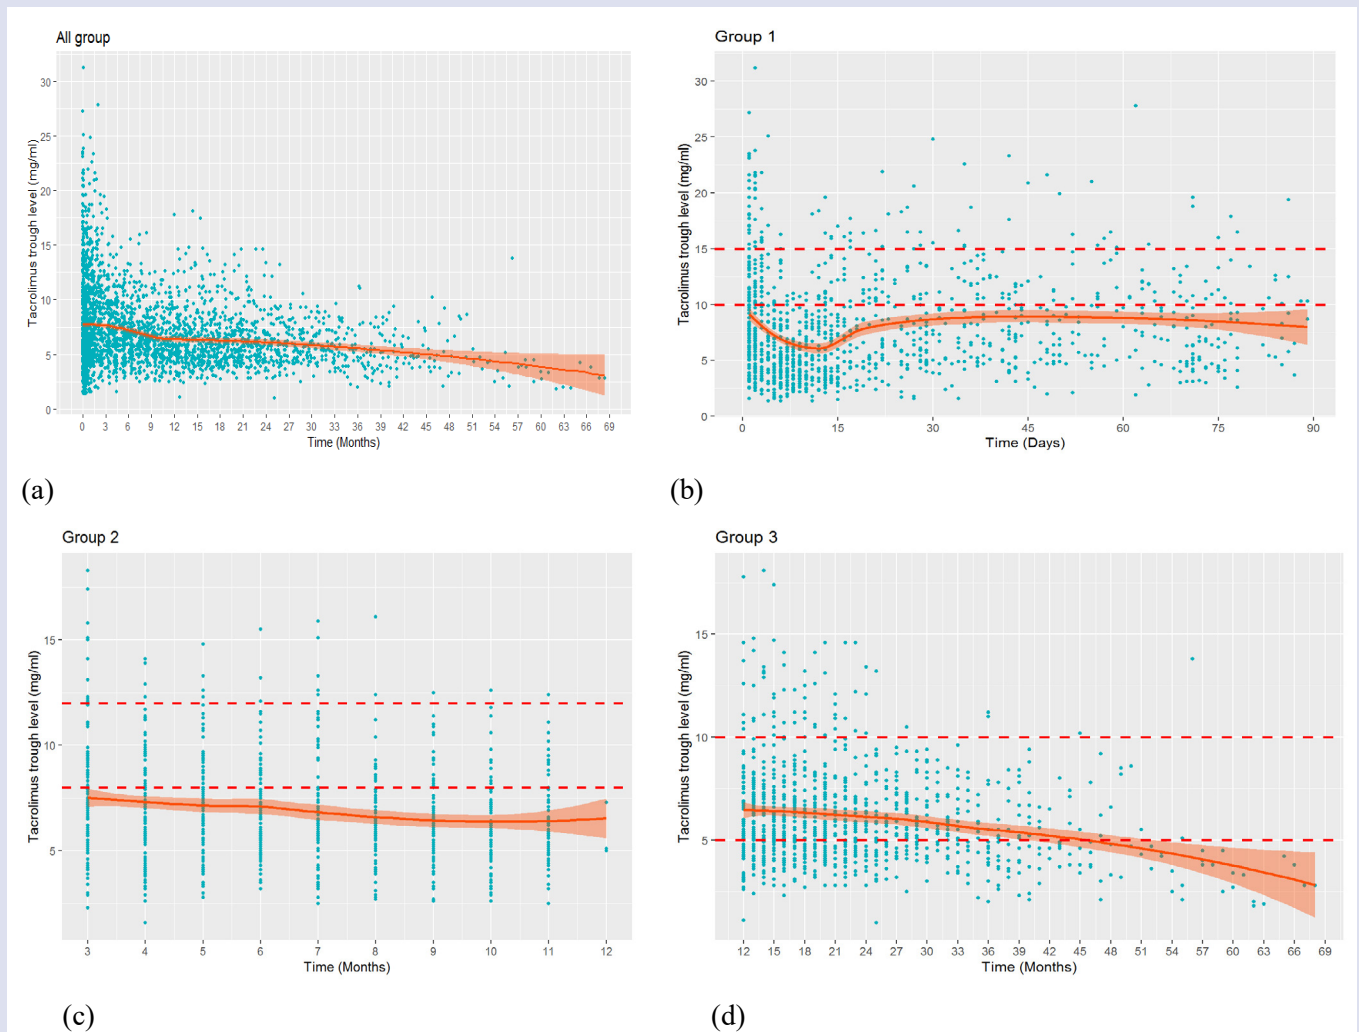 All group
Tacrolimus trough level (mg/ml)
30
25
20
15
10
5
0
0 3 6 9 12 15 18 21 24 27 30 33 36 39 42 45 48 51 54 57 60 63 66 69
Time (Months)
(a)
Group 1
Tacrolimus trough level (mg/ml)
30
25
20
15
10
5
0
0 15 30 45 60 75 90
Time (Days)
(b)
Group 2
Tacrolimus trough level (mg/ml)
15
10
5
3 4 5 6 7 8 9 10 11 12
Time (Months)
(c)
Group 3
Tacrolimus trough level (mg/ml)
15
10
5
12 15 18 21 24 27 30 33 36 39 42 45 48 51 54 57 60 63 66 69
Time (Months)
(d)